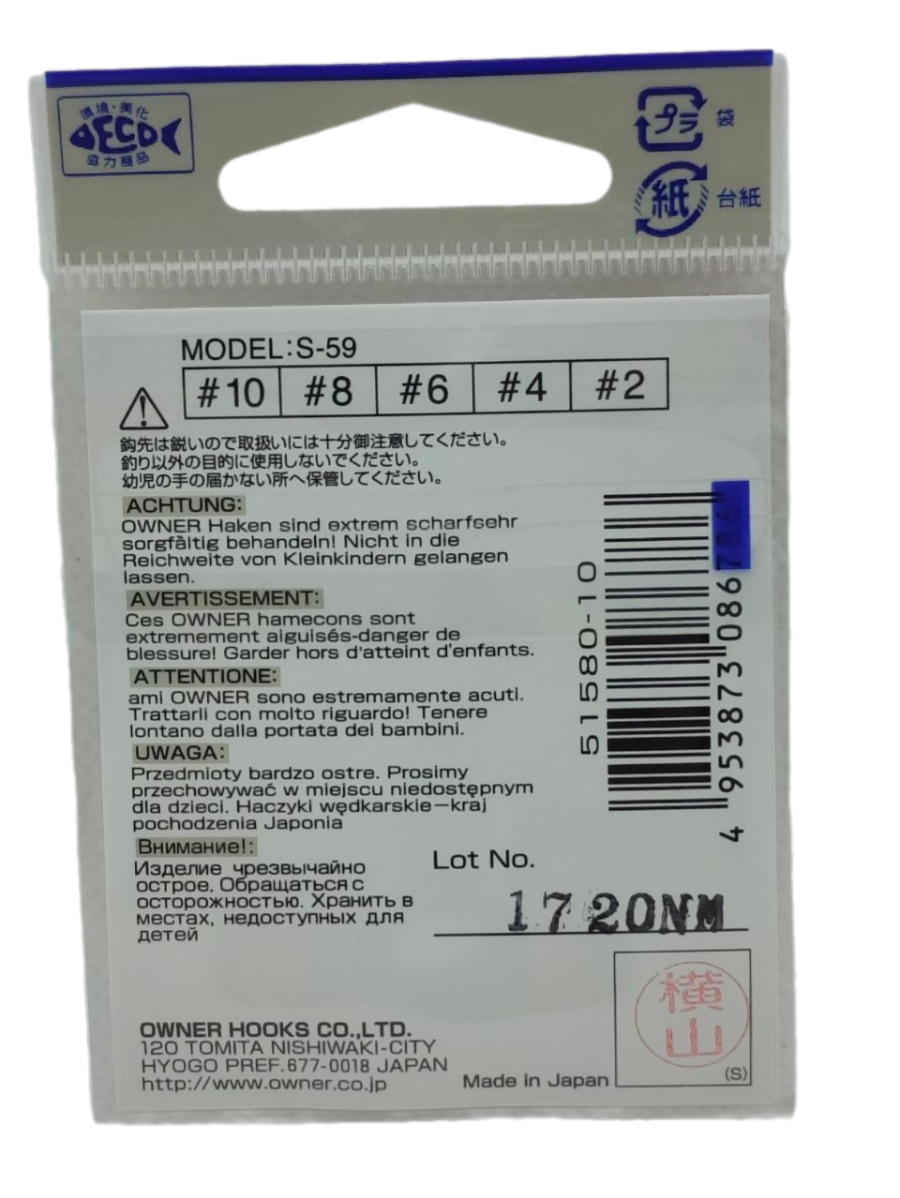 環境・美化
ECO
協力商品
プラ 袋
紙 台紙
MODEL:S-59
#10 #8 #6 #4 #2
鈎先は鋭いので取扱いには十分御注意してください。
釣り以外の目的に使用しないでください。
幼児の手の届かない所へ保管してください。
ACHTUNG:
OWNER Haken sind extrem scharfsehr
sorgfältig behandeln! Nicht in die
Reichweite von Kleinkindern gelangen
lassen.
AVERTISSEMENT:
Ces OWNER hamecons sont
extremement aiguisés-danger de
blessure! Garder hors d'atteint d'enfants.
ATTENTIONE:
ami OWNER sono estremamente acuti.
Trattarli con molto riguardo! Tenere
lontano dalla portata dei bambini.
UWAGA:
Przedmioty bardzo ostre. Prosimy
przechowywać w miejscu niedostępnym
dla dzieci. Haczyki wędkarskie—kraj
pochodzenia Japonia
Внимание!:
Изделие чрезвычайно
острое. Обращаться с
осторожностью. Хранить в
местах, недоступных для
детей
51580-10
4 953873 086786
Lot No.
1720NM
横山
(S)
OWNER HOOKS CO.,LTD.
120 TOMITA NISHIWAKI-CITY
HYOGO PREF.677-0018 JAPAN
http://www.owner.co.jp
Made in Japan